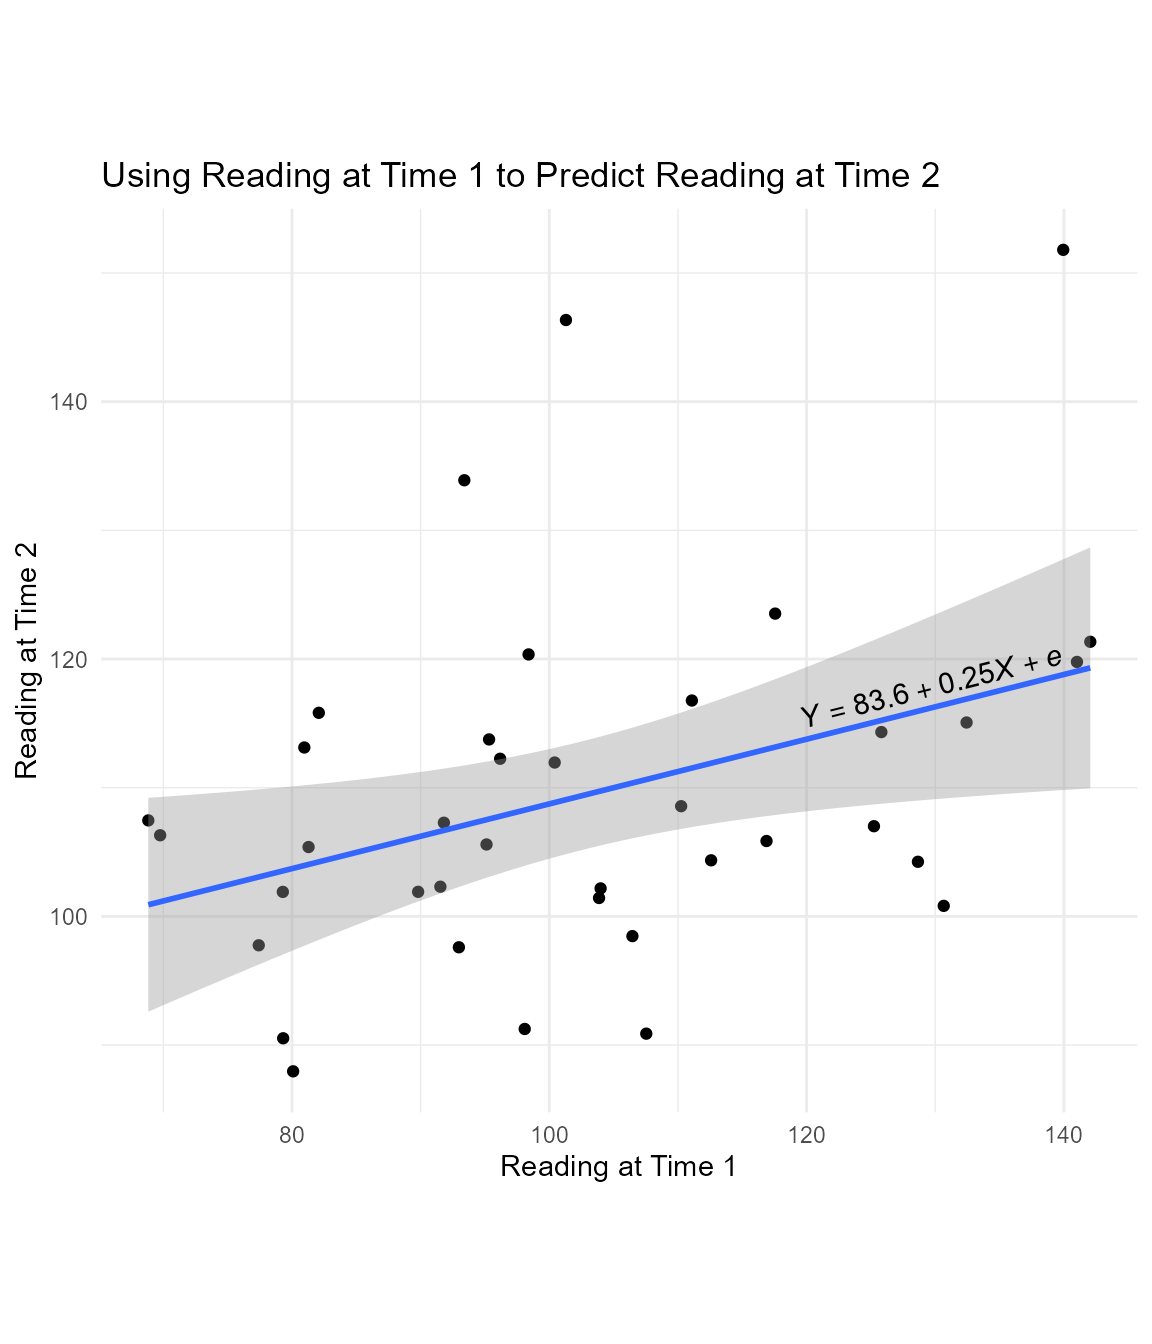 Using Reading at Time 1 to Predict Reading at Time 2
140
120
100
Reading at Time 2
Y = 83.6 + 0.25X + e
80 100 120 140
Reading at Time 1